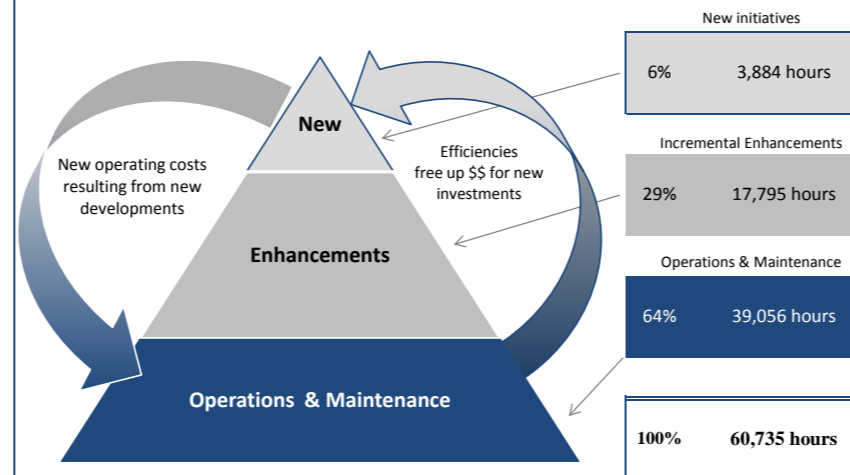 New initiatives
6% 3,884 hours
New
New operating costs
resulting from new
developments
Efficiencies
free up $$ for new
investments
Incremental Enhancements
29% 17,795 hours
Enhancements
Operations & Maintenance
64% 39,056 hours
Operations & Maintenance
100% 60,735 hours